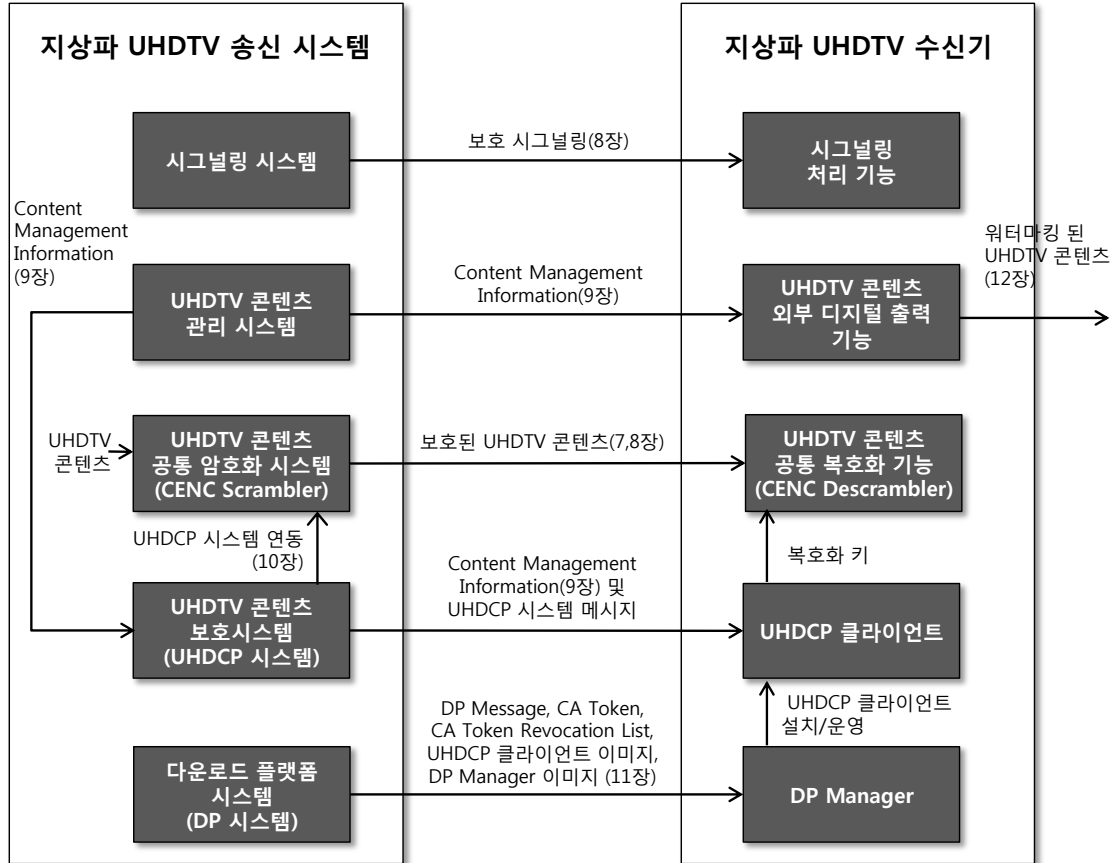 지상파 UHDTV 송신 시스템
지상파 UHDTV 수신기
시그널링 시스템
보호 시그널링(8장)
시그널링
처리 기능
Content
Management
Information
(9장)
UHDTV 콘텐츠
관리 시스템
Content Management
Information(9장)
UHDTV 콘텐츠
외부 디지털 출력
기능
워터마킹 된
UHDTV 콘텐츠
(12장)
UHDTV
콘텐츠
UHDTV 콘텐츠
공통 암호화 시스템
(CENC Scrambler)
보호된 UHDTV 콘텐츠(7,8장)
UHDTV 콘텐츠
공통 복호화 기능
(CENC Descrambler)
UHDCP 시스템 연동
(10장)
복호화 키
UHDTV 콘텐츠
보호시스템
(UHDCP 시스템)
Content Management
Information(9장) 및
UHDCP 시스템 메시지
UHDCP 클라이언트
UHDCP 클라이언트
설치/운영
다운로드 플랫폼
시스템
(DP 시스템)
DP Message, CA Token,
CA Token Revocation List,
UHDCP 클라이언트 이미지,
DP Manager 이미지 (11장)
DP Manager